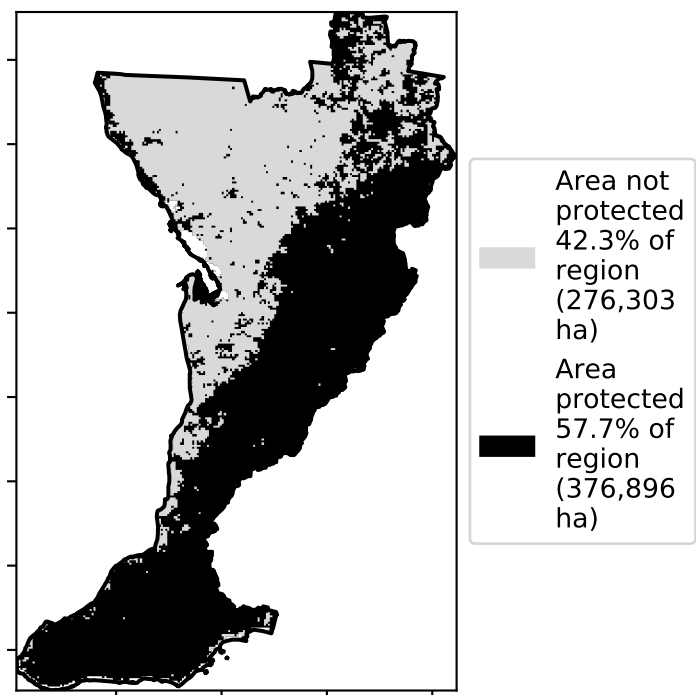 Area not
protected
42.3% of
region
(276,303
ha)
Area
protected
57.7% of
region
(376,896
ha)